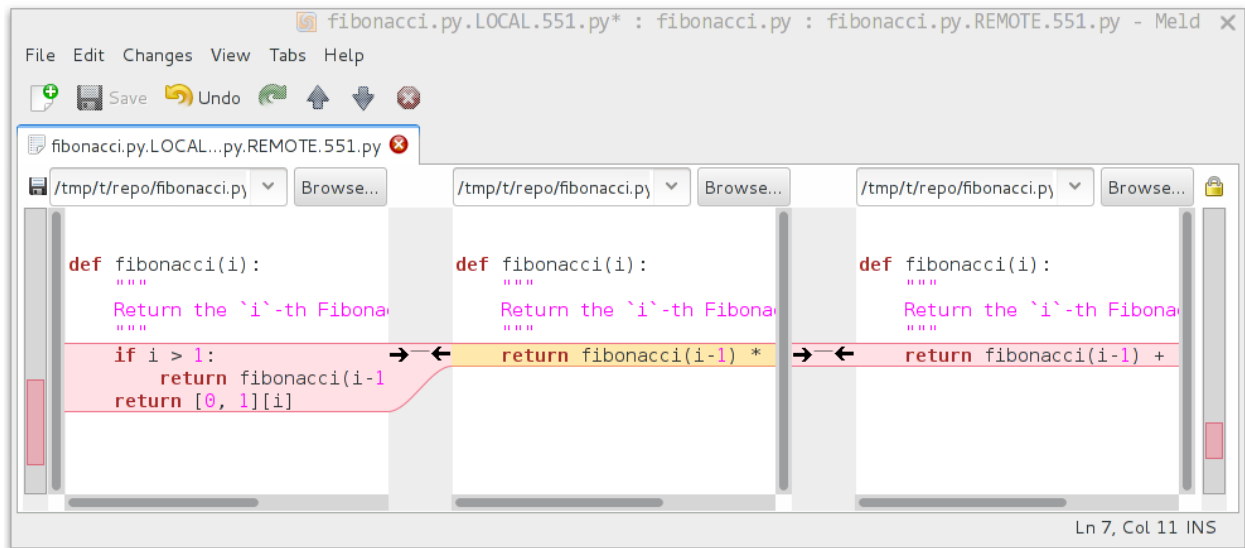 fibonacci.py.LOCAL.551.py* : fibonacci.py : fibonacci.py.REMOTE.551.py - Meld
File Edit Changes View Tabs Help
Save Undo
fibonacci.py.LOCAL...py.REMOTE.551.py
/tmp/t/repo/fibonacci.py Browse... /tmp/t/repo/fibonacci.py Browse... /tmp/t/repo/fibonacci.py Browse...
def fibonacci(i):
"""
Return the `i`-th Fibonac
"""
if i > 1:
return fibonacci(i-1
return [0, 1][i]
def fibonacci(i):
"""
Return the `i`-th Fibonac
"""
return fibonacci(i-1) *
def fibonacci(i):
"""
Return the `i`-th Fibonac
"""
return fibonacci(i-1) +
Ln 7, Col 11 INS